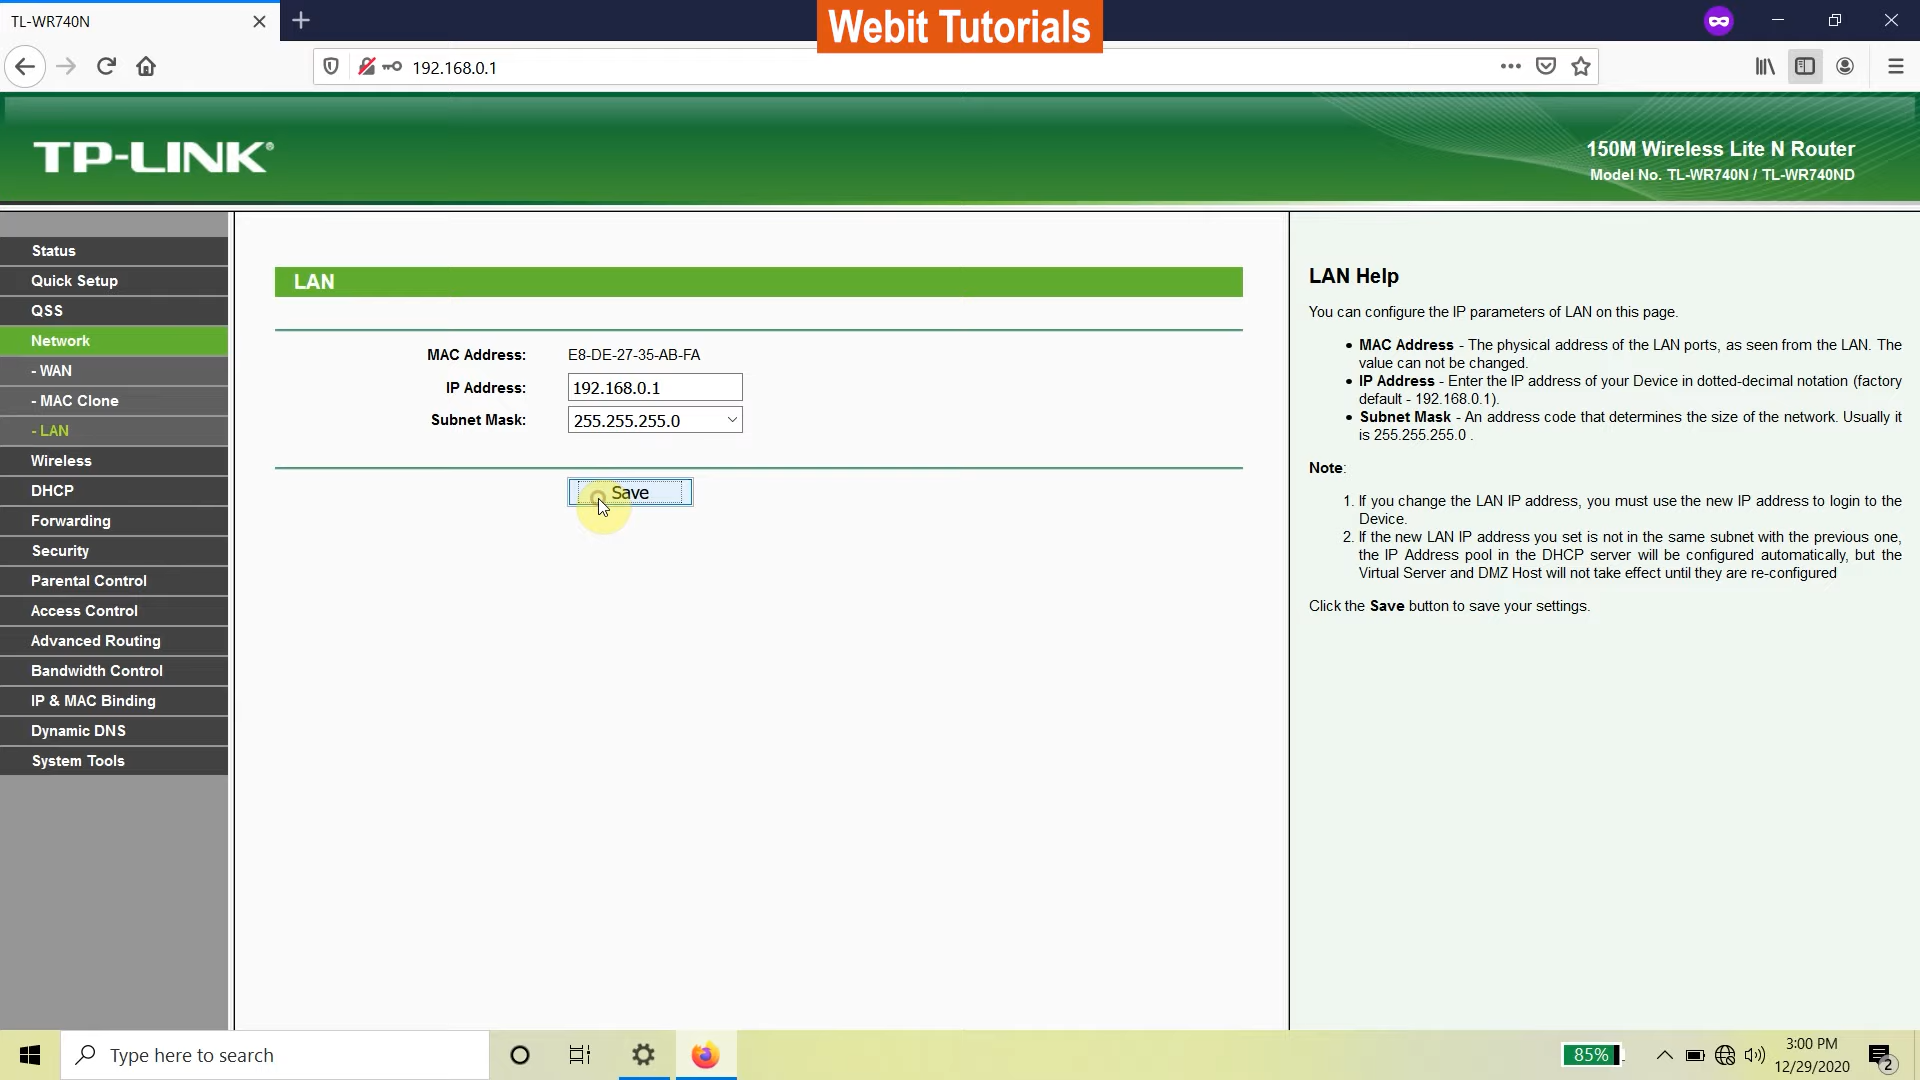 TL-WR740N
Webit Tutorials
192.168.0.1
TP-LINK®
150M Wireless Lite N Router
Model No. TL-WR740N / TL-WR740ND
Status
Quick Setup
QSS
Network
- WAN
- MAC Clone
- LAN
Wireless
DHCP
Forwarding
Security
Parental Control
Access Control
Advanced Routing
Bandwidth Control
IP & MAC Binding
Dynamic DNS
System Tools
LAN
MAC Address: E8-DE-27-35-AB-FA
IP Address: 192.168.0.1
Subnet Mask: 255.255.255.0
Save
LAN Help
You can configure the IP parameters of LAN on this page.
• MAC Address - The physical address of the LAN ports, as seen from the LAN. The
value can not be changed.
• IP Address - Enter the IP address of your Device in dotted-decimal notation (factory
default - 192.168.0.1).
• Subnet Mask - An address code that determines the size of the network. Usually it
is 255.255.255.0 .
Note:
1. If you change the LAN IP address, you must use the new IP address to login to the
Device.
2. If the new LAN IP address you set is not in the same subnet with the previous one,
the IP Address pool in the DHCP server will be configured automatically, but the
Virtual Server and DMZ Host will not take effect until they are re-configured
Click the Save button to save your settings.
Type here to search
85%
3:00 PM
12/29/2020
2